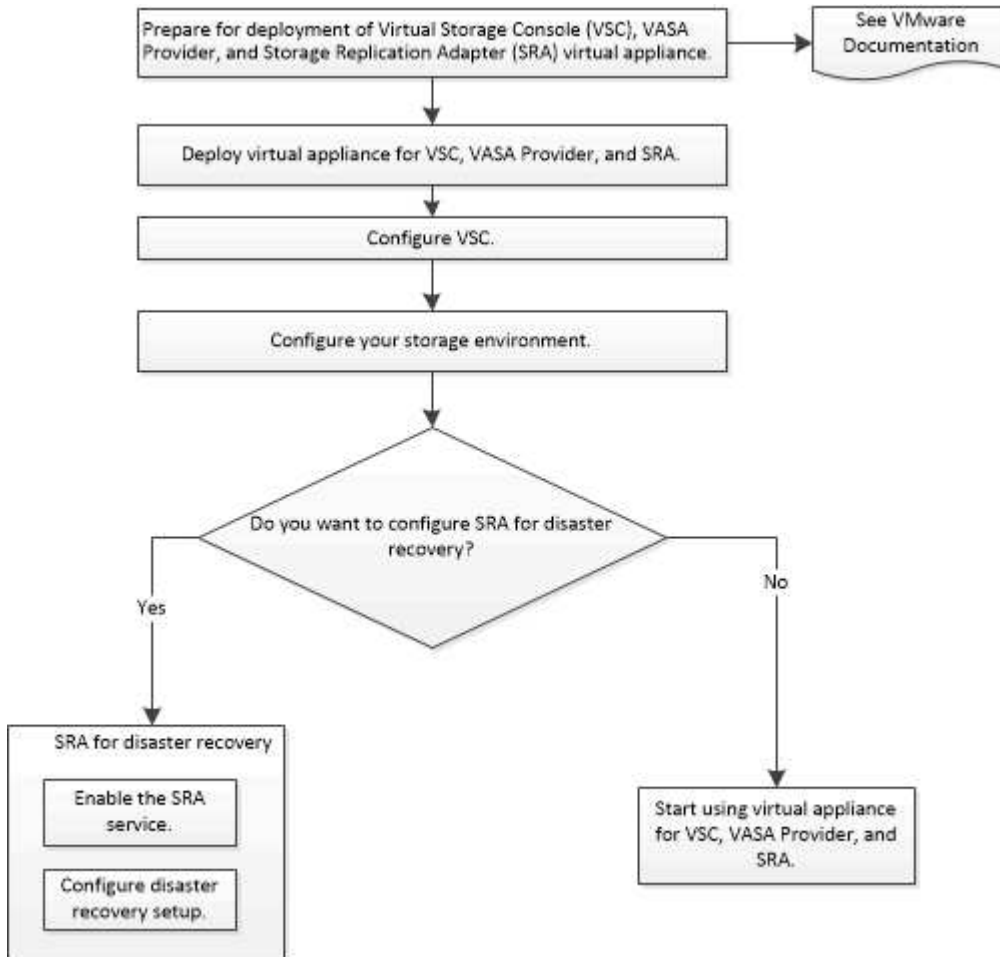 Prepare for deployment of Virtual Storage Console (VSC), VASA
Provider, and Storage Replication Adapter (SRA) virtual appliance.
See VMware
Documentation
Deploy virtual appliance for VSC, VASA Provider, and SRA.
Configure VSC.
Configure your storage environment.
Do you want to configure SRA for disaster
recovery?
Yes
No
SRA for disaster recovery
Enable the SRA
service.
Configure disaster
recovery setup.
Start using virtual appliance
for VSC, VASA Provider, and
SRA.